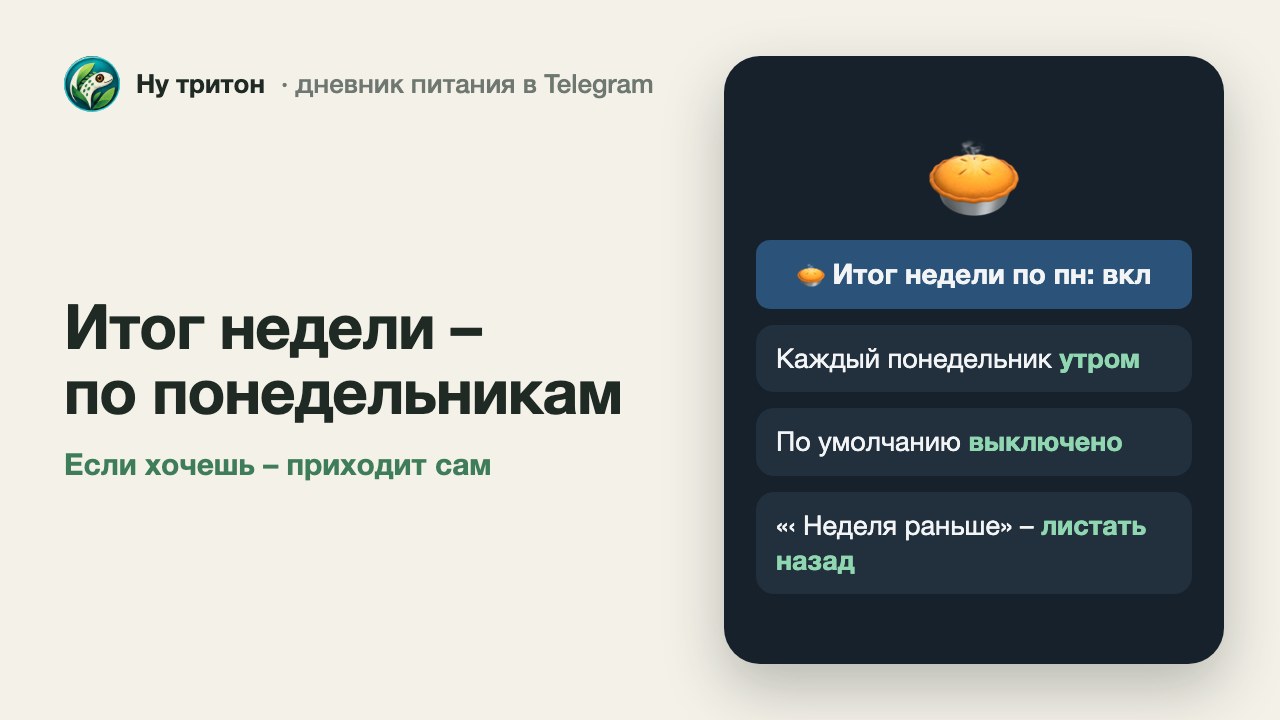 Ну тритон · дневник питания в Telegram
Итог недели –
по понедельникам
Если хочешь – приходит сам
Итог недели по пн: вкл
Каждый понедельник утром
По умолчанию выключено
«‹ Неделя раньше» – листать
назад